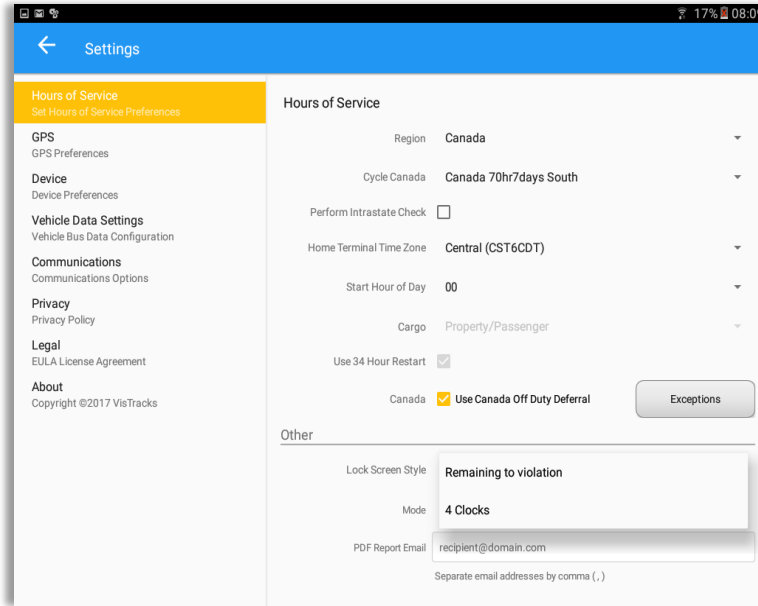 17% 08:09
Settings
Hours of Service
Set Hours of Service Preferences
GPS
GPS Preferences
Device
Device Preferences
Vehicle Data Settings
Vehicle Bus Data Configuration
Communications
Communications Options
Privacy
Privacy Policy
Legal
EULA License Agreement
About
Copyright ©2017 VisTracks
Hours of Service
Region Canada
Cycle Canada Canada 70hr7days South
Perform Intrastate Check
Home Terminal Time Zone Central (CST6CDT)
Start Hour of Day 00
Cargo Property/Passenger
Use 34 Hour Restart
Canada Use Canada Off Duty Deferral Exceptions
Other
Lock Screen Style Remaining to violation
Mode 4 Clocks
PDF Report Email recipient@domain.com
Separate email addresses by comma ( , )